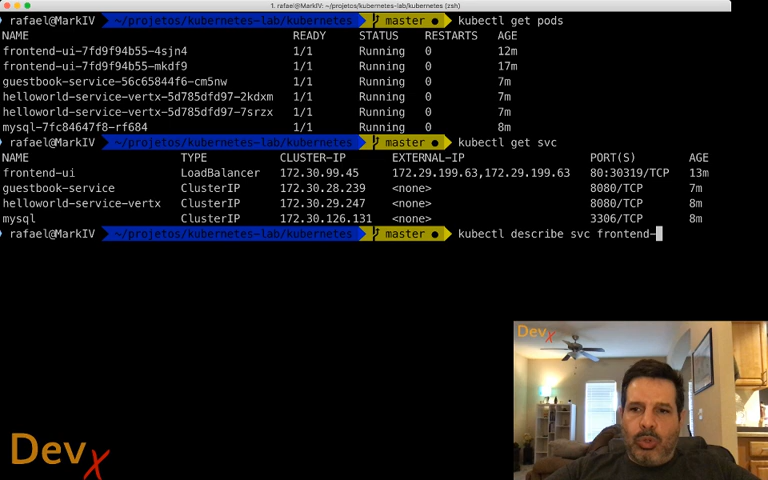 1. rafael@MarkIV: ~/projetos/kubernetes-lab/kubernetes (zsh)
rafael@MarkIV ~/projetos/kubernetes-lab/kubernetes master ● kubectl get pods
NAME READY STATUS RESTARTS AGE
frontend-ui-7fd9f94b55-4sjn4 1/1 Running 0 12m
frontend-ui-7fd9f94b55-mkdf9 1/1 Running 0 17m
guestbook-service-56c65844f6-cm5nw 1/1 Running 0 7m
helloworld-service-vertx-5d785dfd97-2kdxm 1/1 Running 0 7m
helloworld-service-vertx-5d785dfd97-7srzx 1/1 Running 0 7m
mysql-7fc84647f8-rf684 1/1 Running 0 8m
rafael@MarkIV ~/projetos/kubernetes-lab/kubernetes master ● kubectl get svc
NAME TYPE CLUSTER-IP EXTERNAL-IP PORT(S) AGE
frontend-ui LoadBalancer 172.30.99.45 172.29.199.63,172.29.199.63 80:30319/TCP 13m
guestbook-service ClusterIP 172.30.28.239 <none> 8080/TCP 7m
helloworld-service-vertx ClusterIP 172.30.29.247 <none> 8080/TCP 8m
mysql ClusterIP 172.30.126.131 <none> 3306/TCP 8m
rafael@MarkIV ~/projetos/kubernetes-lab/kubernetes master ● kubectl describe svc frontend-
Devx
Devx